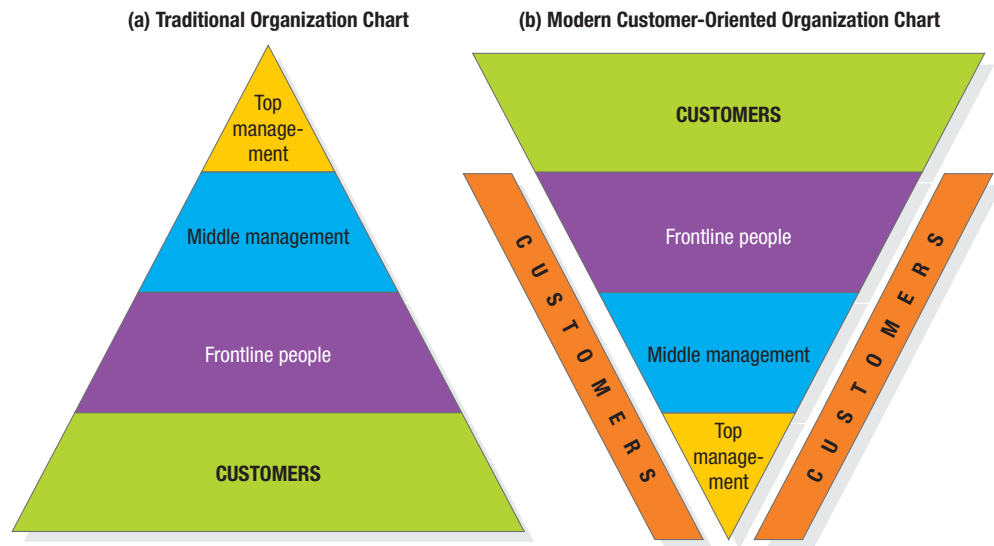 (a) Traditional Organization Chart
Top
manage-
ment
Middle management
Frontline people
CUSTOMERS
(b) Modern Customer-Oriented Organization Chart
CUSTOMERS
Frontline people
Middle management
Top
manage-
ment
CUSTOMERS
CUSTOMERS